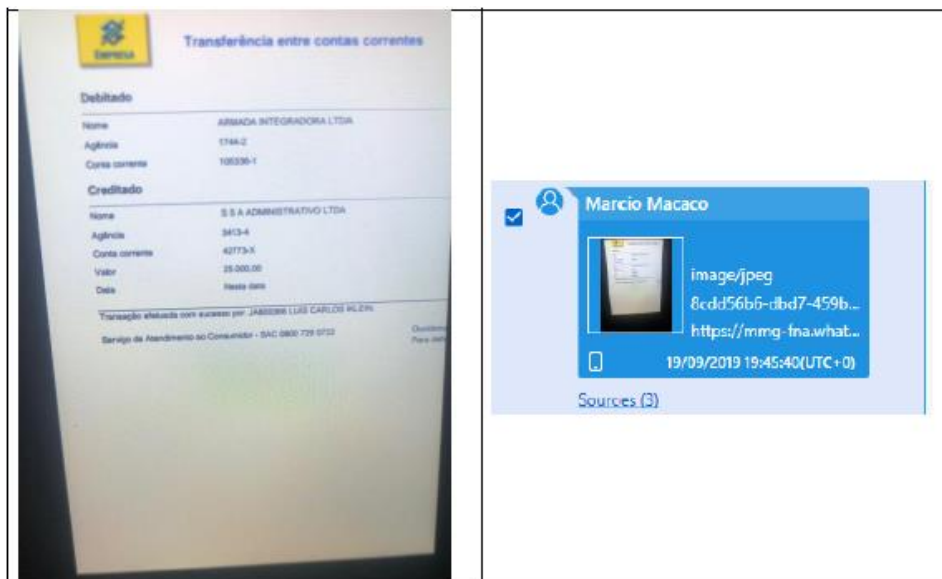 EMPRESA
Transferência entre contas correntes
Debitado
Nome ARMADA INTEGRADORA LTDA
Agência 1744-2
Conta corrente 105336-1
Creditado
Nome S S A ADMINISTRATIVO LTDA
Agência 3413-4
Conta corrente 42773-X
Valor 25.000,00
Data Nesta data
Transação efetuada com sucesso por: LUIS CARLOS
Serviço de Atendimento ao Consumidor - SAC 0800 729 0722
Para
Marcio Macaco
image/jpeg
8cdd56b6-dbd7-459b...
https://mmg-fna.what...
19/09/2019 19:45:40(UTC+0)
Sources (3)